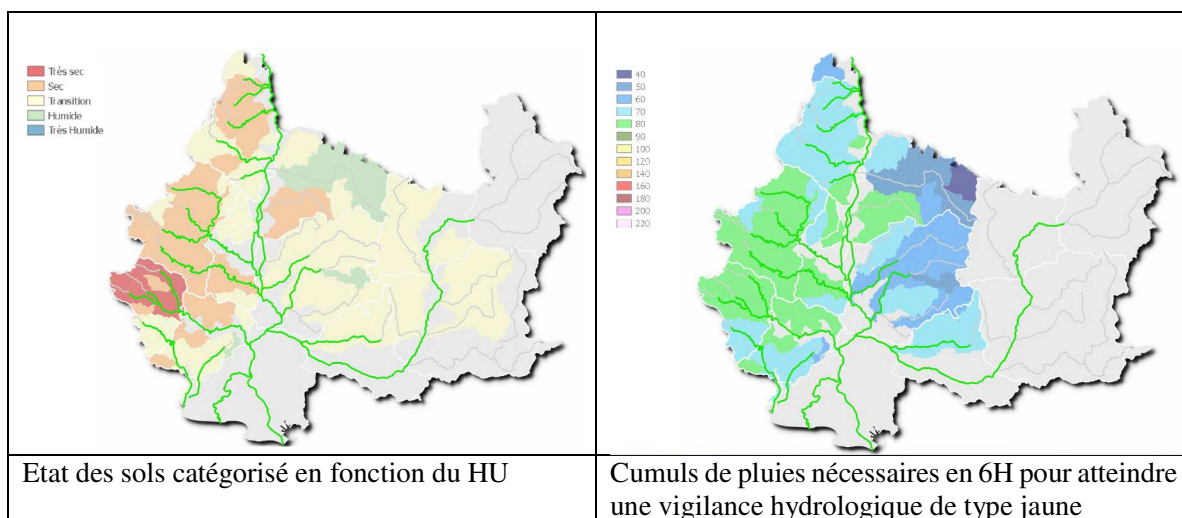 Très sec
Sec
Transition
Humide
Très Humide
40
50
60
70
80
90
100
120
140
160
180
200
220
Etat des sols catégorisé en fonction du HU
Cumuls de pluies nécessaires en 6H pour atteindre
une vigilance hydrologique de type jaune